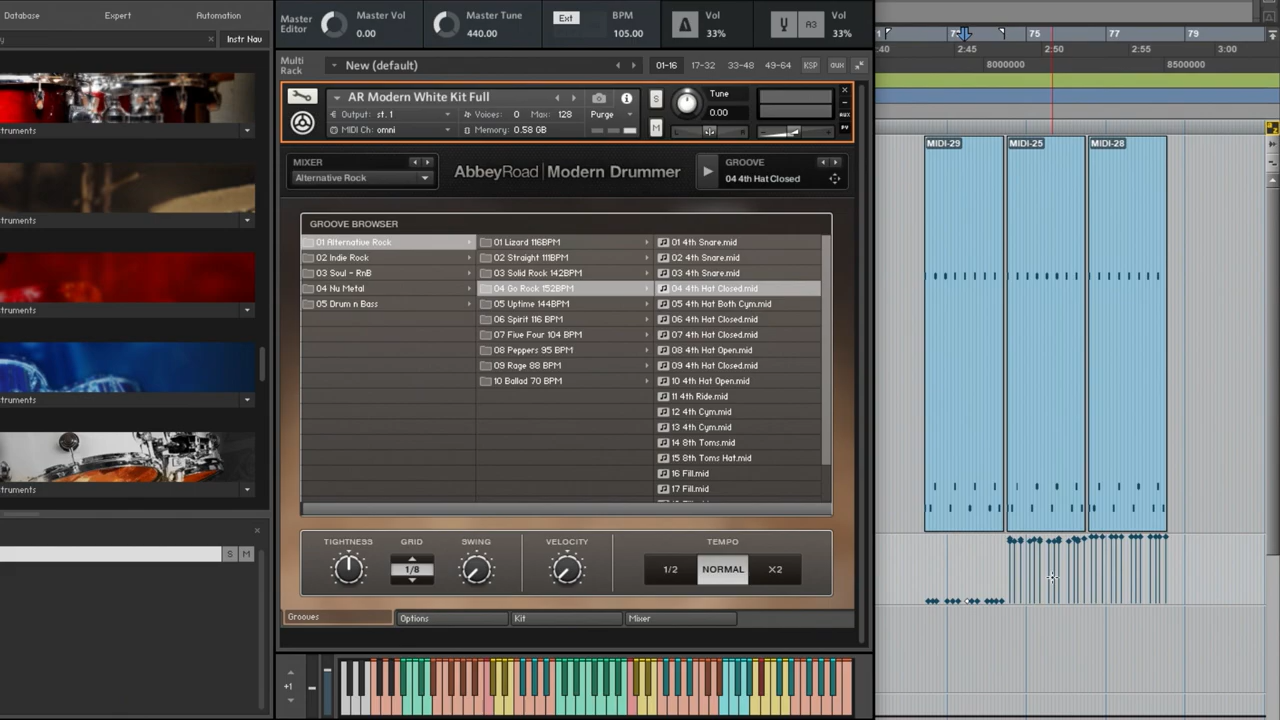 Database Expert Automation
y × Instr Nav
struments
struments
struments
struments
struments
S M
Master Editor
Master Vol
0.00
Master Tune
440.00
Ext
BPM
105.00
Vol
33%
A3
Vol
33%
Multi Rack
New (default)
01-16 17-32 33-48 49-64 KSP aux
AR Modern White Kit Full
Output: st. 1 Voices: 0 Max: 128 Purge
MIDI Ch: omni Memory: 0.58 GB
S
M
Tune
0.00
L R
AUX
PV
MIXER
Alternative Rock
AbbeyRoad | Modern Drummer
GROOVE
04 4th Hat Closed
GROOVE BROWSER
01 Alternative Rock
02 Indie Rock
03 Soul - RnB
04 Nu Metal
05 Drum n Bass
01 Lizard 116BPM
02 Straight 111BPM
03 Solid Rock 142BPM
04 Go Rock 152BPM
05 Uptime 144BPM
06 Spirit 116 BPM
07 Five Four 104 BPM
08 Peppers 95 BPM
09 Rage 88 BPM
10 Ballad 70 BPM
01 4th Snare.mid
02 4th Snare.mid
03 4th Snare.mid
04 4th Hat Closed.mid
05 4th Hat Both Cym.mid
06 4th Hat Closed.mid
07 4th Hat Closed.mid
08 4th Hat Open.mid
09 4th Hat Closed.mid
10 4th Hat Open.mid
11 4th Ride.mid
12 4th Cym.mid
13 4th Cym.mid
14 8th Toms.mid
15 8th Toms Hat.mid
16 Fill.mid
17 Fill.mid
TIGHTNESS GRID SWING VELOCITY TEMPO
1/8
1/2 NORMAL X2
Grooves Options Kit Mixer
+1
75 77 79
:40 2:45 2:50 2:55 3:00
8000000 8500000
MIDI-29 MIDI-25 MIDI-28